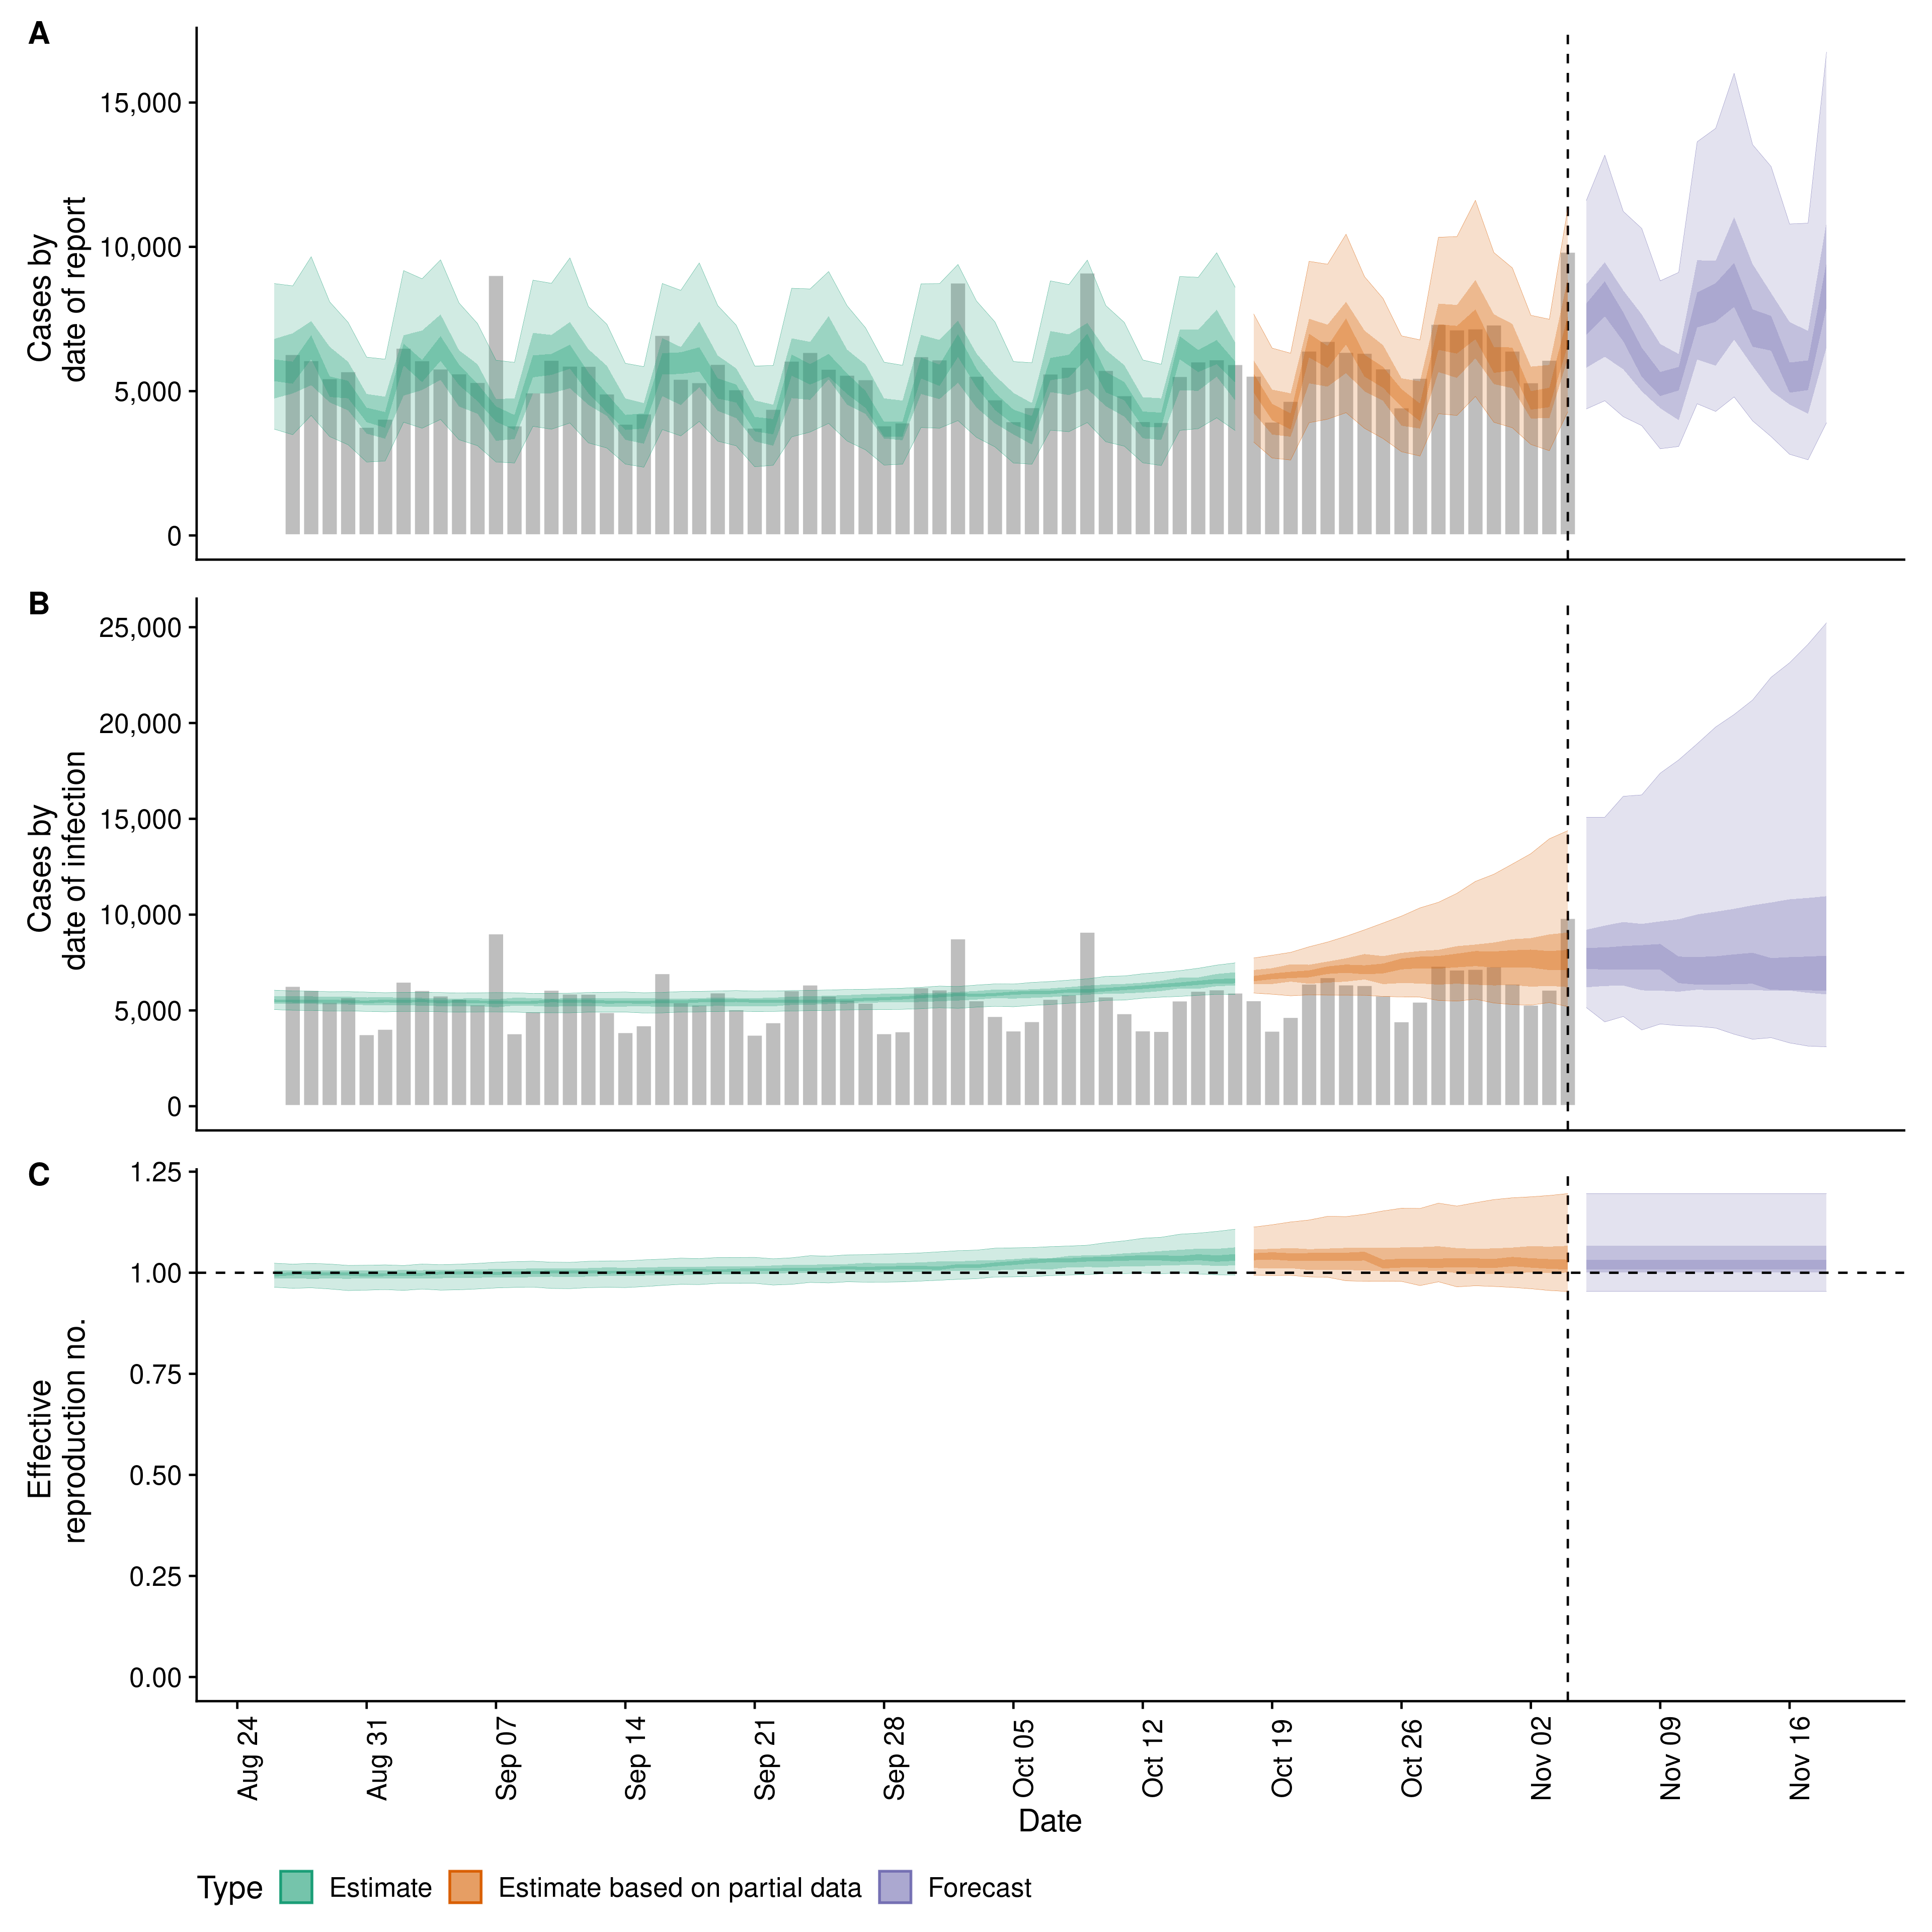 A
Cases by
date of report
15,000
10,000
5,000
0
B
Cases by
date of infection
25,000
20,000
15,000
10,000
5,000
0
C
Effective
reproduction no.
1.25
1.00
0.75
0.50
0.25
0.00
Aug 24
Aug 31
Sep 07
Sep 14
Sep 21
Sep 28
Oct 05
Oct 12
Oct 19
Oct 26
Nov 02
Nov 09
Nov 16
Date
Type Estimate Estimate based on partial data Forecast